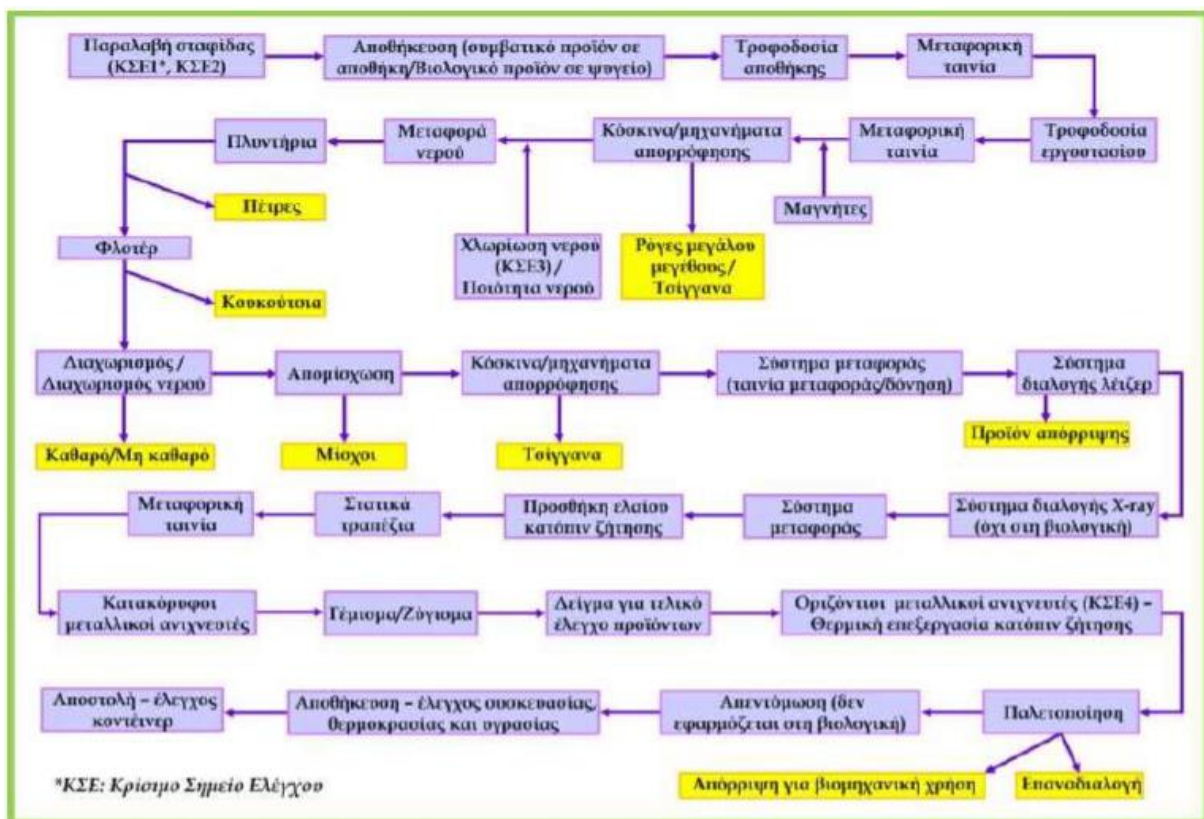 Παραλαβή σταφίδας
(ΚΣΕ1*, ΚΣΕ2)
Αποθήκευση (συμβατικό προϊόν σε
αποθήκη/Βιολογικό προϊόν σε ψυγείο)
Τροφοδοσία
αποθήκης
Μεταφορική
ταινία
Πλυντήρια
Μεταφορά
νερού
Κόσκινα/μηχανήματα
απορρόφησης
Μεταφορική
ταινία
Τροφοδοσία
εργοστασίου
Πέτρες
Μαγνήτες
Φλοτέρ
Χλωρίωση νερού
(ΚΣΕ3) /
Ποιότητα νερού
Ρόγες μεγάλου
μεγέθους /
Τσίγγανα
Κουκούτσια
Διαχωρισμός /
Διαχωρισμός νερού
Απομίσχωση
Κόσκινα/μηχανήματα
απορρόφησης
Σύστημα μεταφοράς
(ταινία μεταφοράς/δόνηση)
Σύστημα
διαλογής λέιζερ
Καθαρό/Μη καθαρό
Μίσχοι
Τσίγγανα
Προϊόν απόρριψης
Μεταφορική
ταινία
Στατικά
τραπέζια
Προσθήκη ελαίου
κατόπιν ζήτησης
Σύστημα
μεταφοράς
Σύστημα διαλογής X-ray
(όχι στη βιολογική)
Κατακόρυφοι
μεταλλικοί ανιχνευτές
Γέμισμα/Ζύγισμα
Δείγμα για τελικό
έλεγχο προϊόντων
Οριζόντιοι μεταλλικοί ανιχνευτές (ΚΣΕ4) –
Θερμική επεξεργασία κατόπιν ζήτησης
Αποστολή – έλεγχος
κοντέινερ
Αποθήκευση – έλεγχος συσκευασίας,
θερμοκρασίας και υγρασίας
Απεντόμωση (δεν
εφαρμόζεται στη βιολογική)
Παλετοποίηση
*ΚΣΕ: Κρίσιμο Σημείο Ελέγχου
Απόρριψη για βιομηχανική χρήση
Επαναδιαλογή